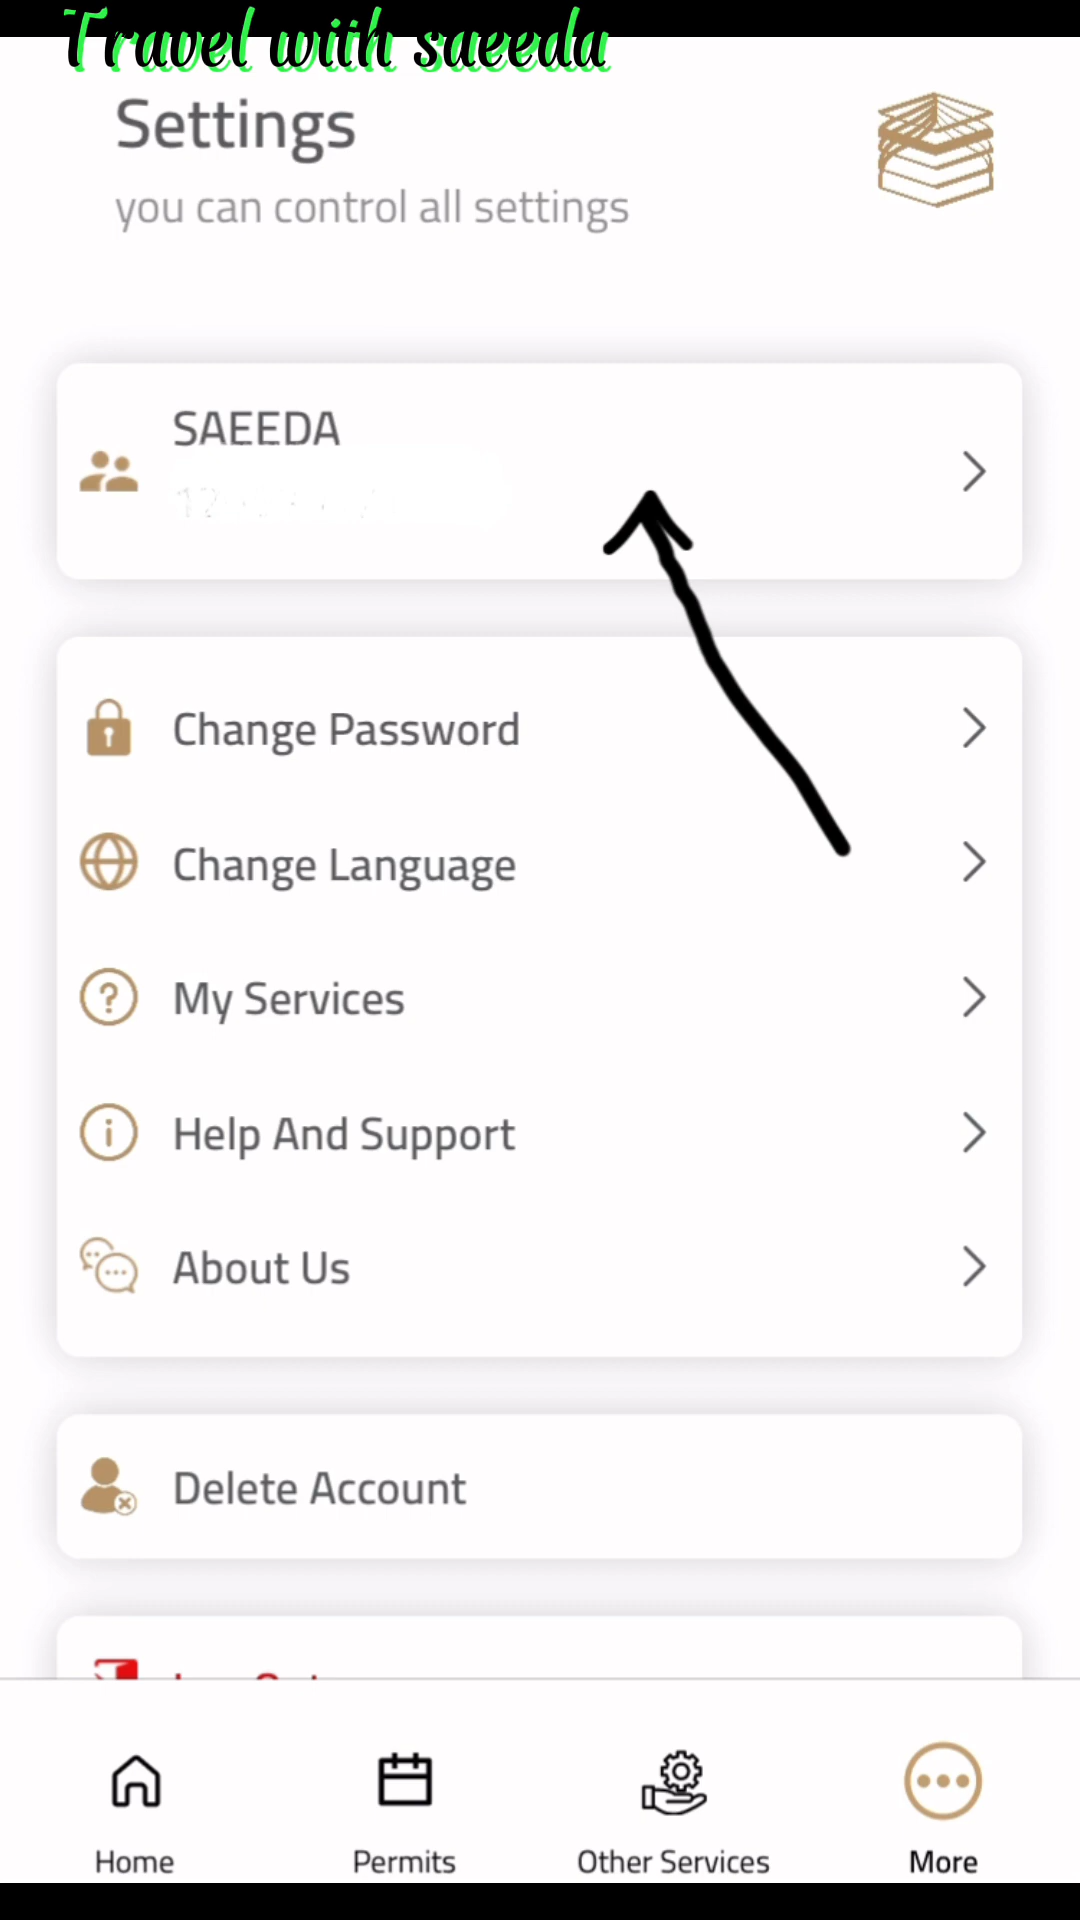 Travel with saeeda
Settings
you can control all settings
SAEEDA
Change Password
Change Language
My Services
Help And Support
About Us
Delete Account
Home
Permits
Other Services
More